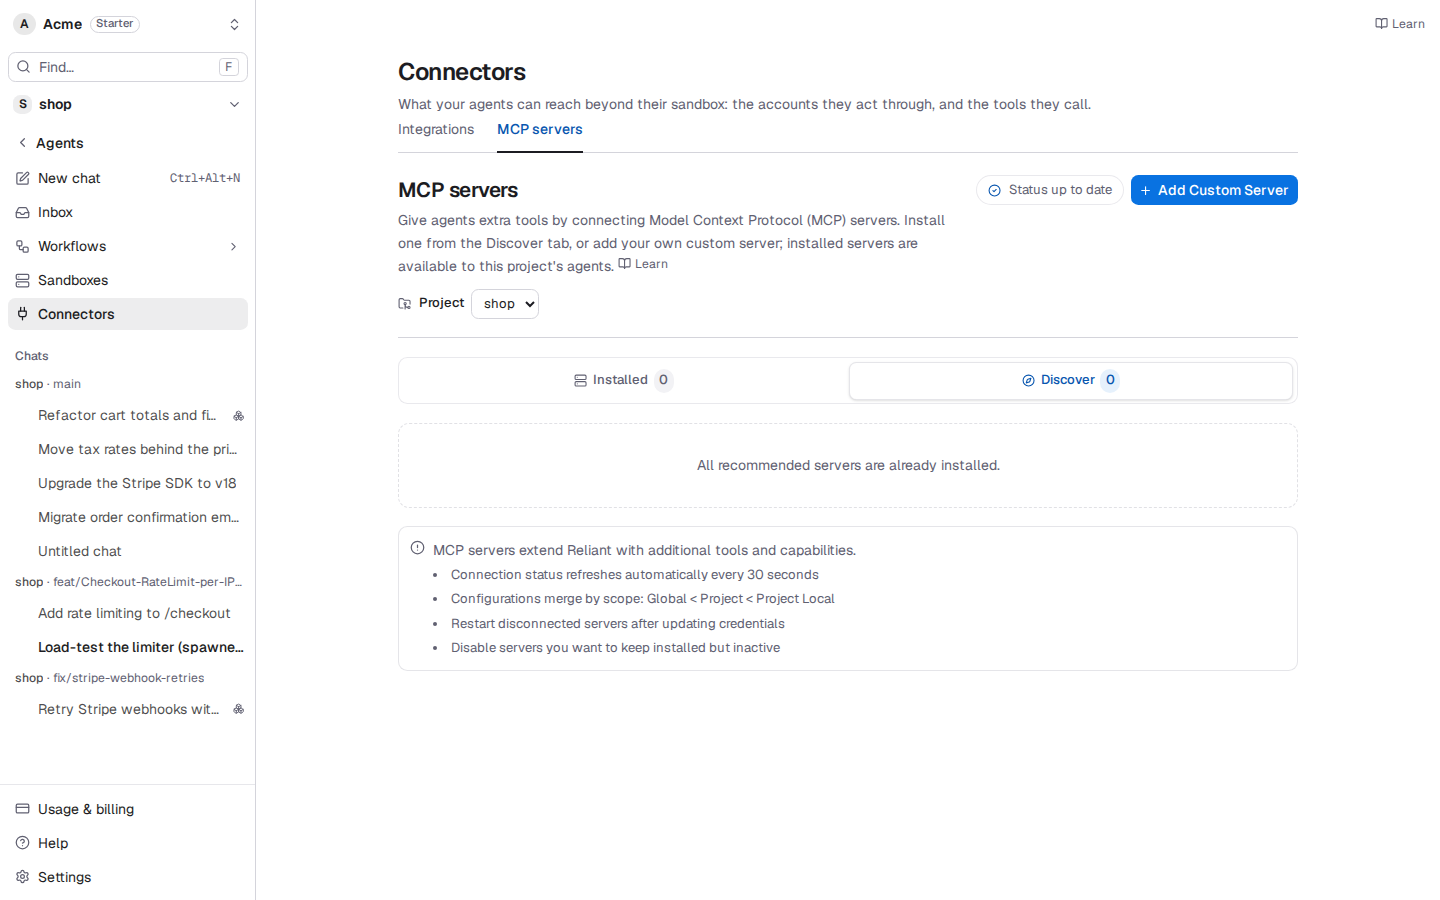 A Acme Starter
Find... F
S shop
Agents
New chat Ctrl+Alt+N
Inbox
Workflows
Sandboxes
Connectors
Chats
shop · main
Refactor cart totals and fi...
Move tax rates behind the pri...
Upgrade the Stripe SDK to v18
Migrate order confirmation em...
Untitled chat
shop · feat/Checkout-RateLimit-per-IP...
Add rate limiting to /checkout
Load-test the limiter (spawne...
shop · fix/stripe-webhook-retries
Retry Stripe webhooks wit...
Usage & billing
Help
Settings
Learn
Connectors
What your agents can reach beyond their sandbox: the accounts they act through, and the tools they call.
Integrations MCP servers
MCP servers
Status up to date
+ Add Custom Server
Give agents extra tools by connecting Model Context Protocol (MCP) servers. Install
one from the Discover tab, or add your own custom server; installed servers are
available to this project's agents. Learn
Project shop
Installed 0
Discover 0
All recommended servers are already installed.
MCP servers extend Reliant with additional tools and capabilities.
• Connection status refreshes automatically every 30 seconds
• Configurations merge by scope: Global < Project < Project Local
• Restart disconnected servers after updating credentials
• Disable servers you want to keep installed but inactive